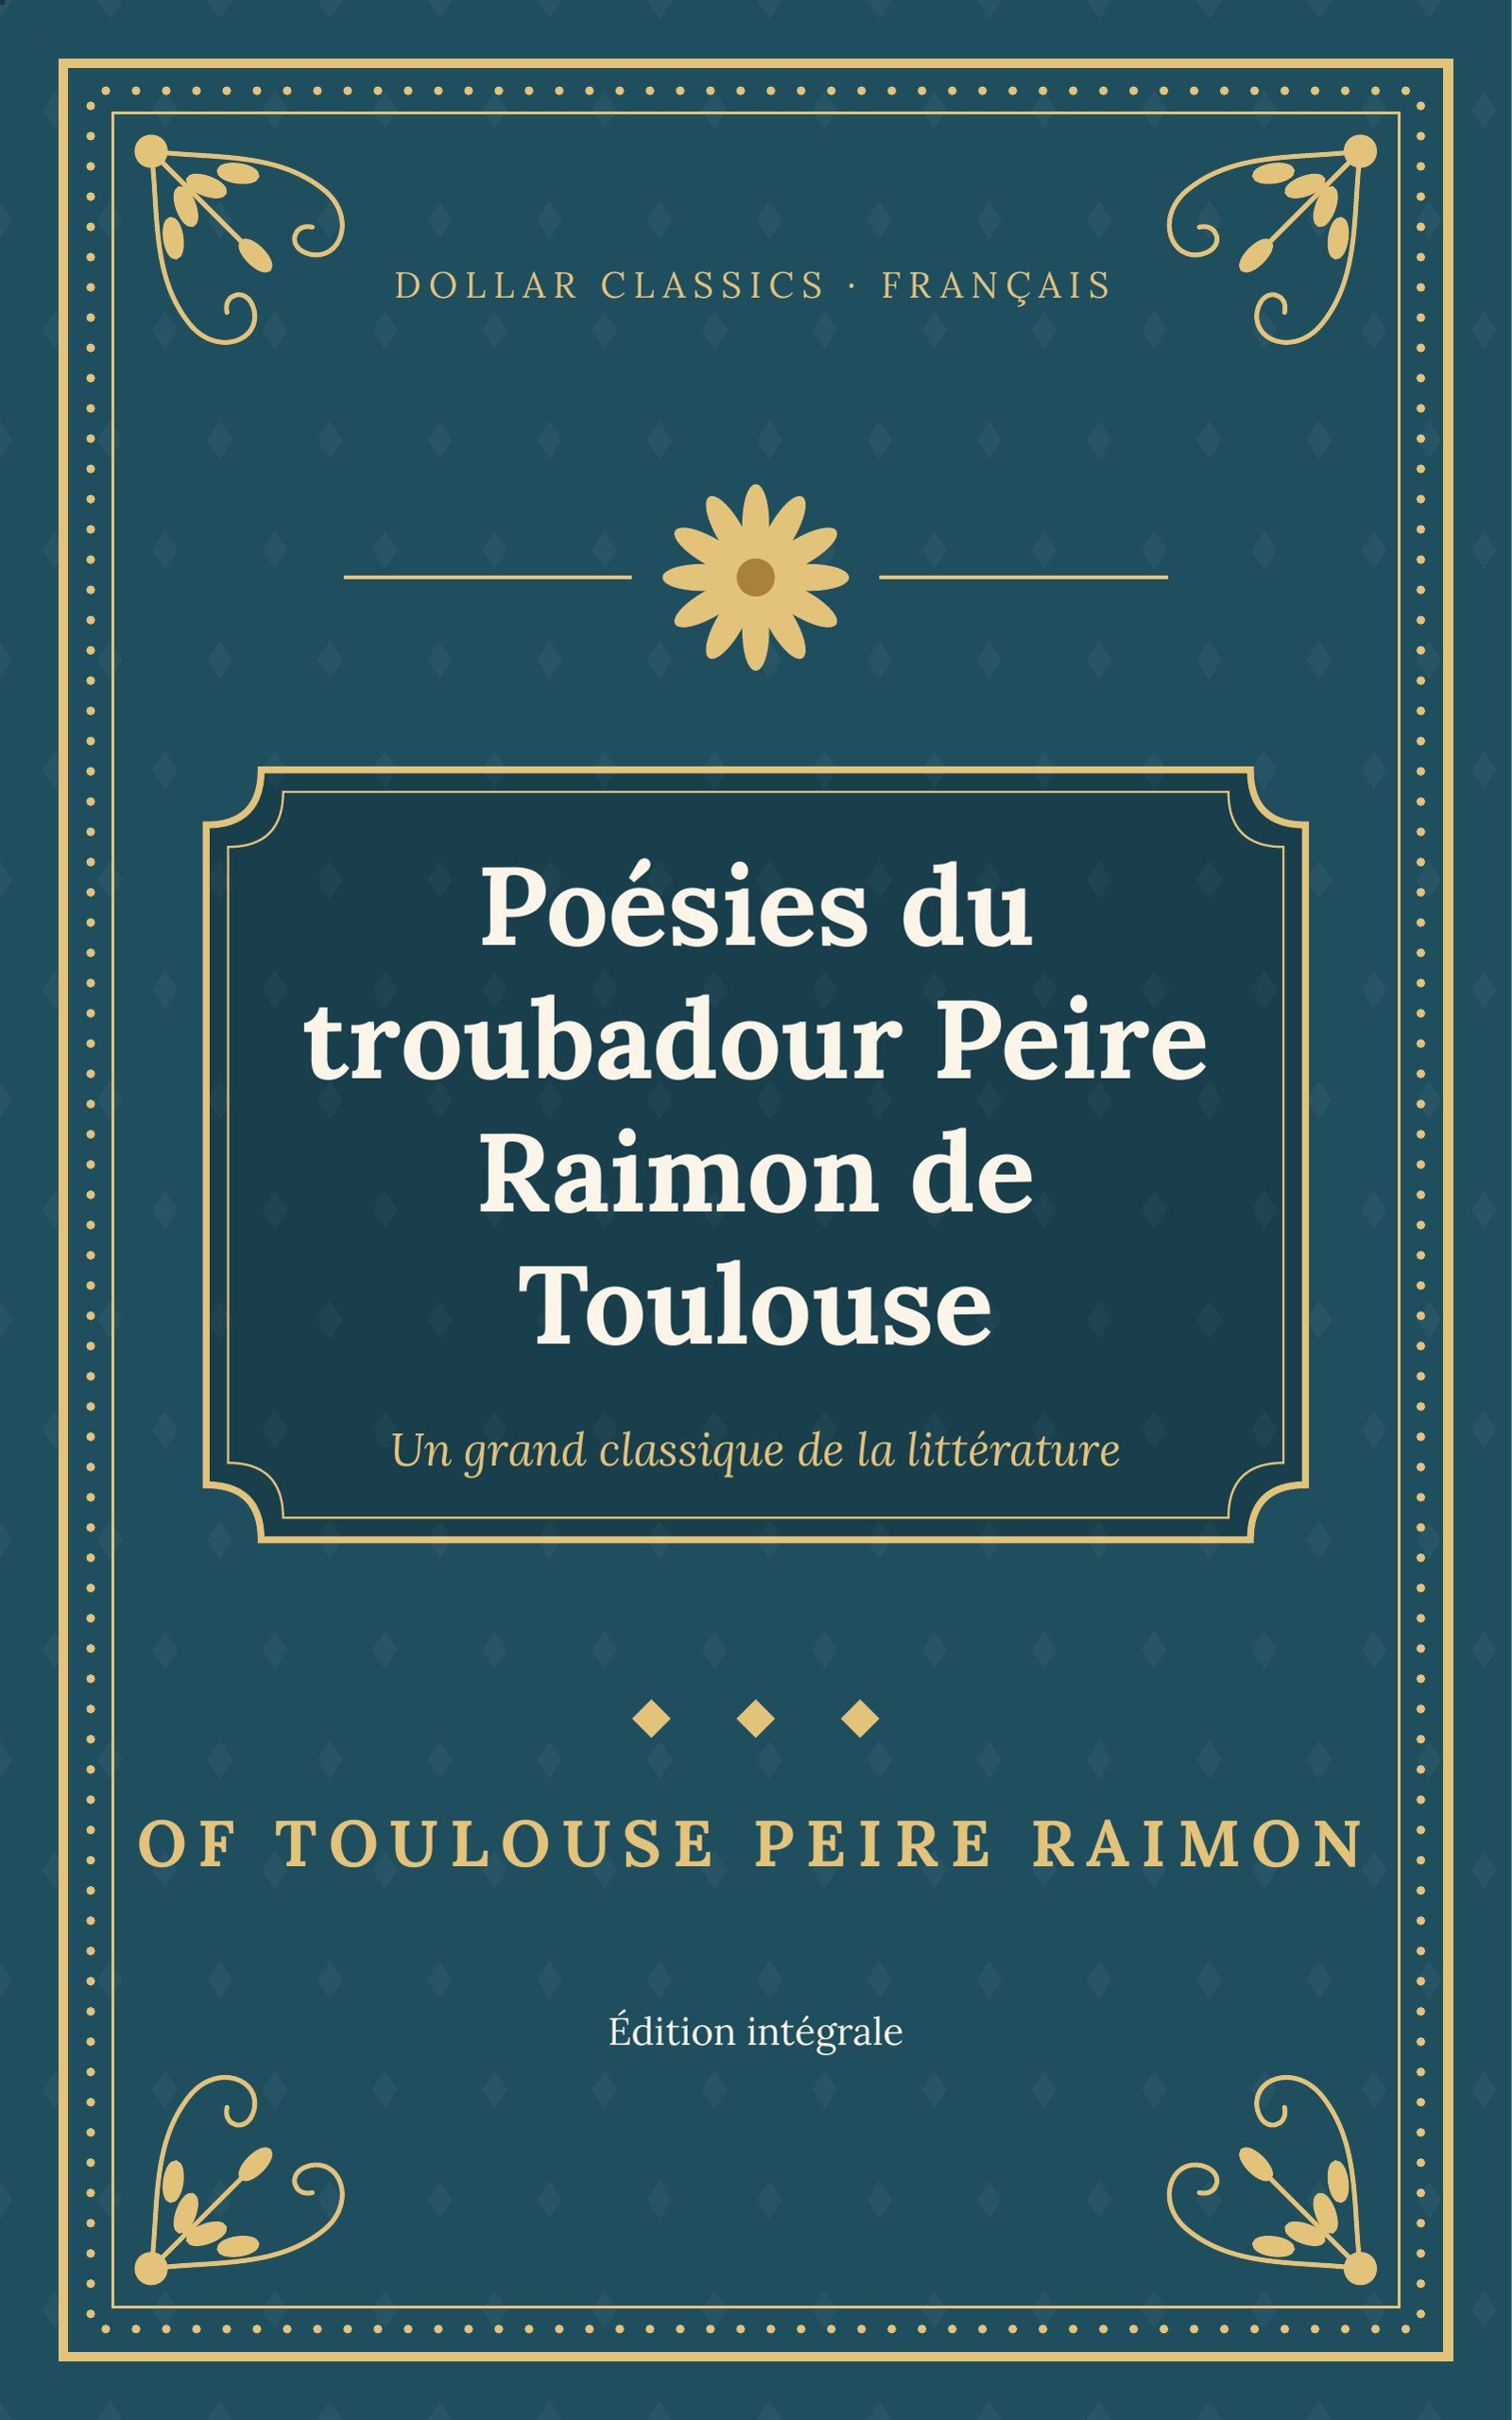 DOLLAR CLASSICS · FRANÇAIS
Poésies du
troubadour Peire
Raimon de
Toulouse
Un grand classique de la littérature
OF TOULOUSE PEIRE RAIMON
Édition intégrale